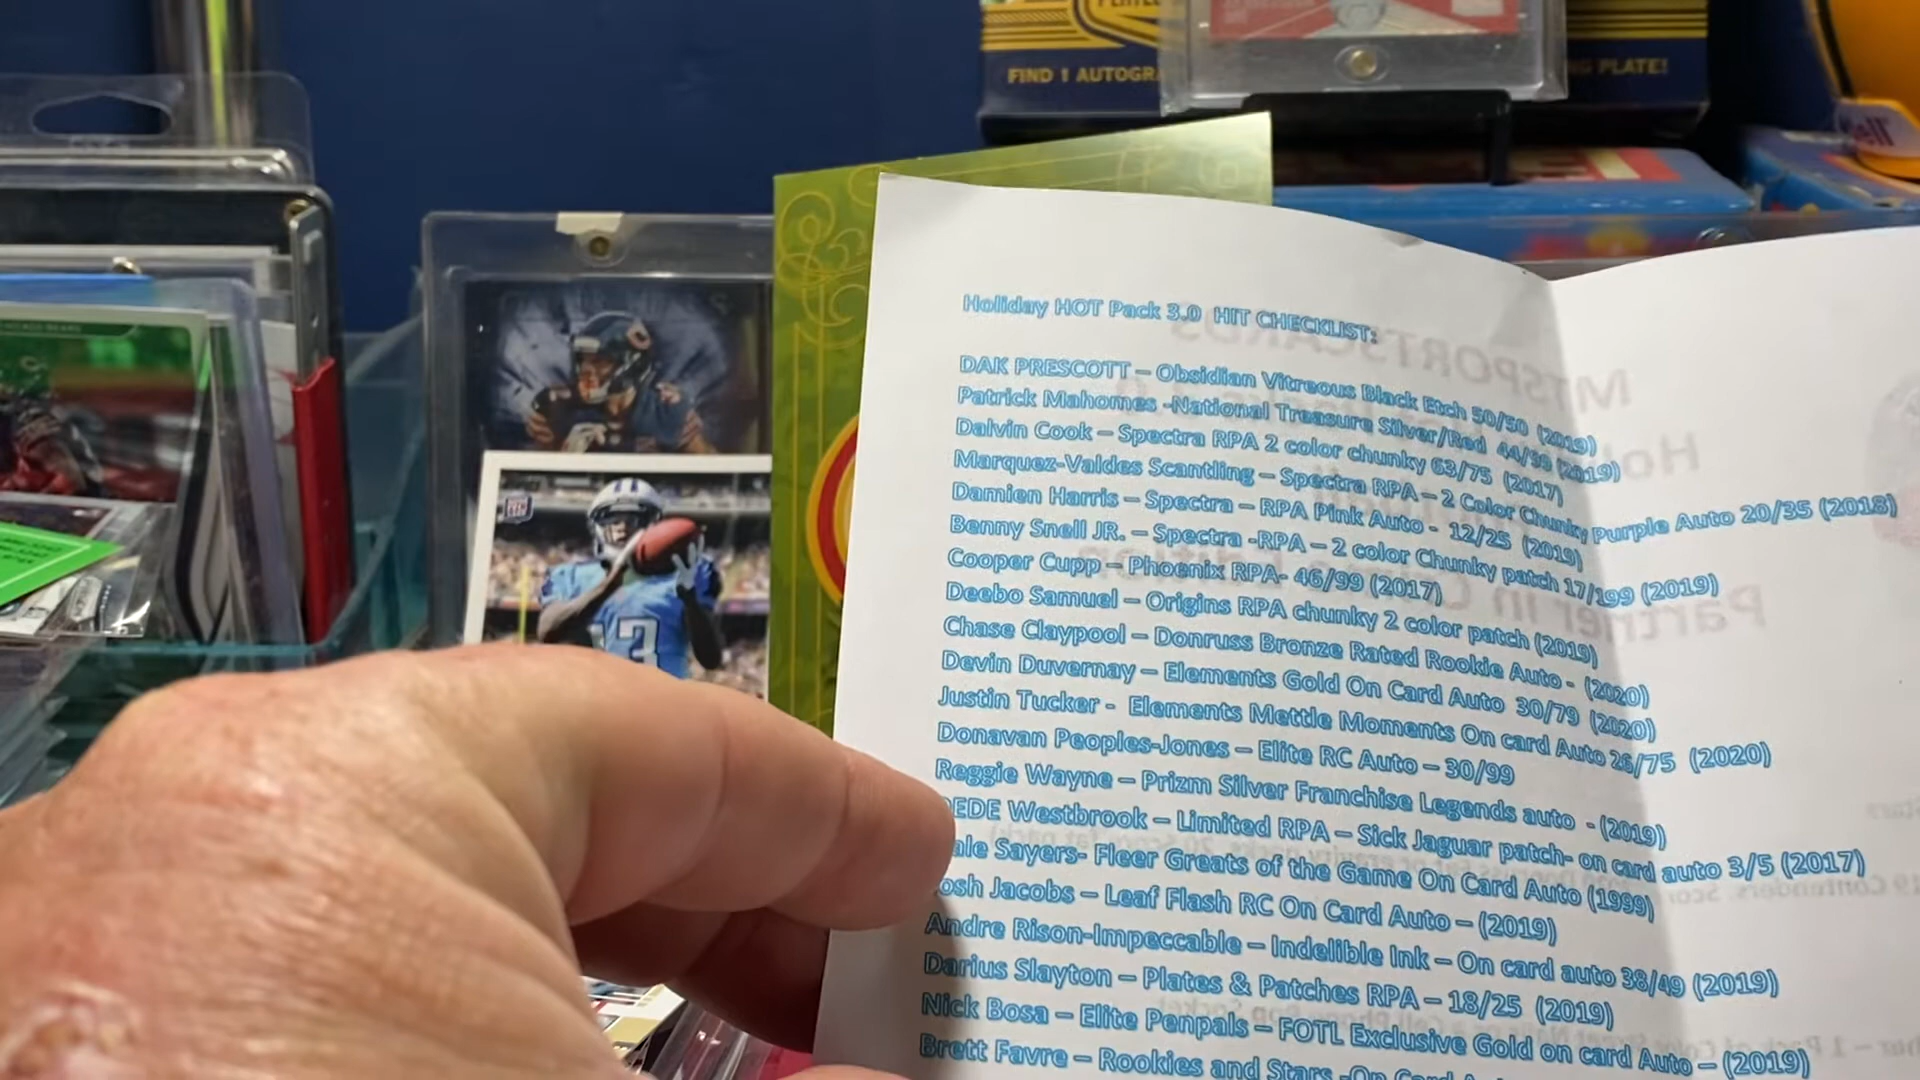 FIND 1 AUTOGRA
G PLATE!
Bell
CHICAGO BEARS
13
Holiday HOT Pack 3.0 HIT CHECKLIST:
DAK PRESCOTT – Obsidian Vitreous Black Etch 50/50 (2019)
Patrick Mahomes -National Treasure Silver/Red 44/99 (2019)
Dalvin Cook – Spectra RPA 2 color chunky 63/75 (2017)
Marquez-Valdes Scantling – Spectra RPA – 2 Color Chunky Purple Auto 20/35 (2018)
Damien Harris – Spectra – RPA Pink Auto - 12/25 (2019)
Benny Snell JR. – Spectra -RPA – 2 color Chunky patch 17/199 (2019)
Cooper Cupp – Phoenix RPA- 46/99 (2017)
Deebo Samuel – Origins RPA chunky 2 color patch (2019)
Chase Claypool – Donruss Bronze Rated Rookie Auto - (2020)
Devin Duvernay – Elements Gold On Card Auto 30/79 (2020)
Justin Tucker - Elements Mettle Moments On card Auto 26/75 (2020)
Donavan Peoples-Jones – Elite RC Auto – 30/99
Reggie Wayne – Prizm Silver Franchise Legends auto - (2019)
EDE Westbrook – Limited RPA – Sick Jaguar patch- on card auto 3/5 (2017)
ale Sayers- Fleer Greats of the Game On Card Auto (1999)
osh Jacobs – Leaf Flash RC On Card Auto – (2019)
Andre Rison-Impeccable – Indelible Ink – On card auto 38/49 (2019)
Darius Slayton – Plates & Patches RPA – 18/25 (2019)
Nick Bosa – Elite Penpals – FOTL Exclusive Gold on card Auto – (2019)
Brett Favre – Rookies and Stars -On Card A